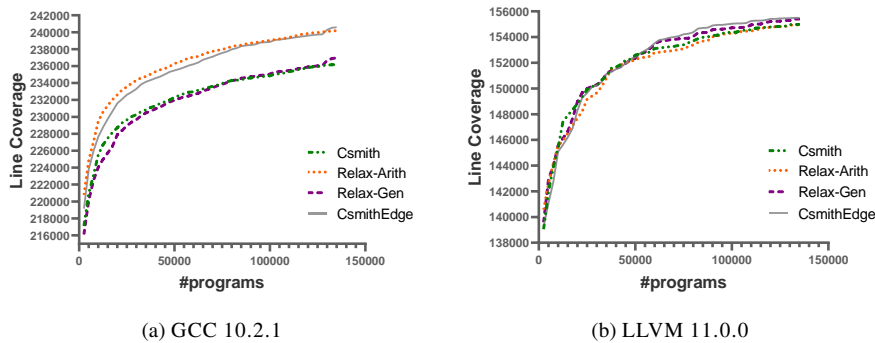 242000
240000
238000
236000
234000
232000
230000
228000
226000
224000
222000
220000
218000
216000
Line Coverage
0
50000
100000
150000
#programs
Csmith
Relax-Arith
Relax-Gen
CsmithEdge
(a) GCC 10.2.1
156000
154000
152000
150000
148000
146000
144000
142000
140000
138000
Line Coverage
0
50000
100000
150000
#programs
Csmith
Relax-Arith
Relax-Gen
CsmithEdge
(b) LLVM 11.0.0